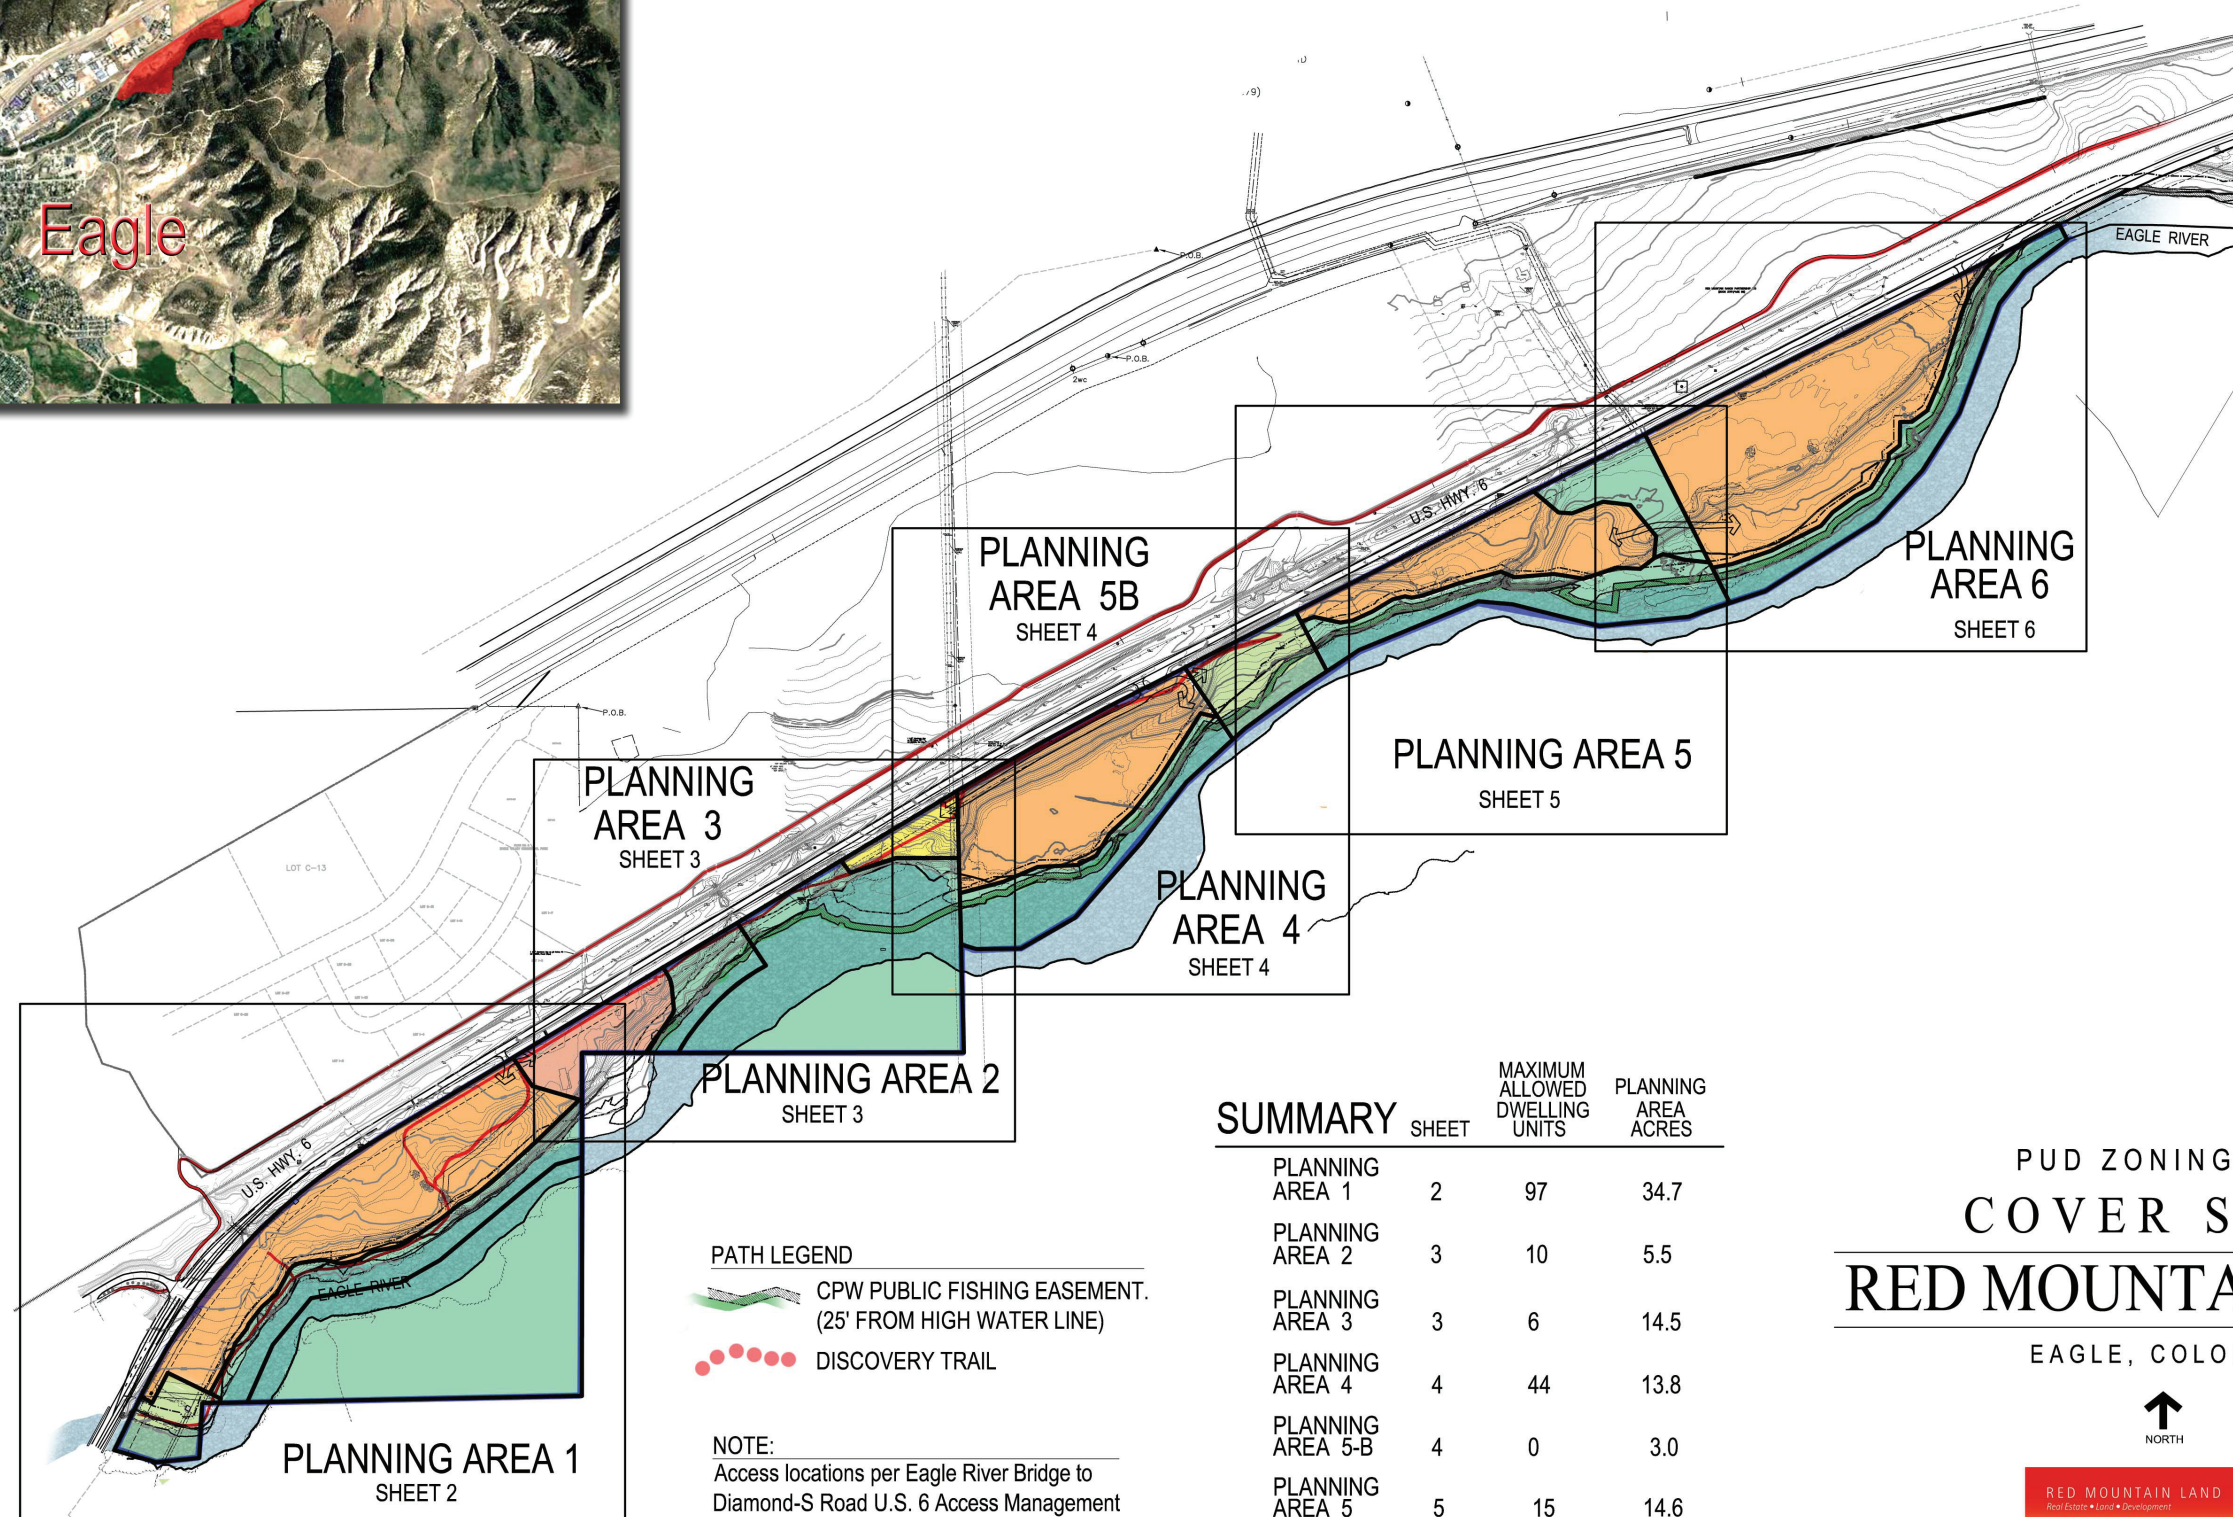 Eagle
./9)
P.O.B.
P.O.B.
2wc
P.O.B.
EAGLE RIVER
U.S. HWY. 6
PLANNING
AREA 5B
SHEET 4
PLANNING
AREA 6
SHEET 6
PLANNING AREA 5
SHEET 5
PLANNING
AREA 3
SHEET 3
LOT C-13
PLANNING
AREA 4
SHEET 4
PLANNING AREA 2
SHEET 3
U.S. HWY. 6
EAGLE RIVER
PLANNING AREA 1
SHEET 2
PATH LEGEND
CPW PUBLIC FISHING EASEMENT.
(25' FROM HIGH WATER LINE)
DISCOVERY TRAIL
NOTE:
Access locations per Eagle River Bridge to
Diamond-S Road U.S. 6 Access Management
SUMMARY SHEET MAXIMUM ALLOWED DWELLING UNITS PLANNING AREA ACRES
PLANNING
AREA 1 2 97 34.7
PLANNING
AREA 2 3 10 5.5
PLANNING
AREA 3 3 6 14.5
PLANNING
AREA 4 4 44 13.8
PLANNING
AREA 5-B 4 0 3.0
PLANNING
AREA 5 5 15 14.6
PUD ZONING
COVER S
RED MOUNTA
EAGLE, COLO
NORTH
RED MOUNTAIN LAND
Real Estate • Land • Development